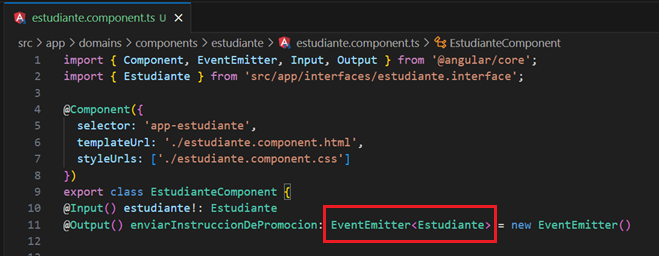 estudiante.component.ts U
src > app > domains > components > estudiante > estudiante.component.ts > EstudianteComponent
1 import { Component, EventEmitter, Input, Output } from '@angular/core';
2 import { Estudiante } from 'src/app/interfaces/estudiante.interface';
3
4 @Component({
5 selector: 'app-estudiante',
6 templateUrl: './estudiante.component.html',
7 styleUrls: ['./estudiante.component.css']
8 })
9 export class EstudianteComponent {
10 @Input() estudiante!: Estudiante
11 @Output() enviarInstruccionDePromocion: EventEmitter<Estudiante> = new EventEmitter()
12